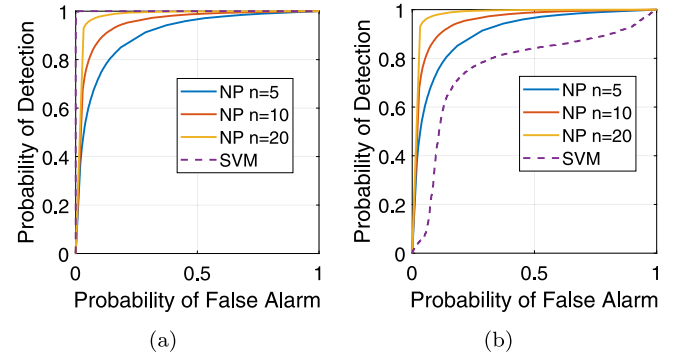 1
0.8
0.6
0.4
0.2
0
Probability of Detection
NP n=5
NP n=10
NP n=20
SVM
0 0.5 1
Probability of False Alarm
(a)
1
0.8
0.6
0.4
0.2
0
Probability of Detection
NP n=5
NP n=10
NP n=20
SVM
0 0.5 1
Probability of False Alarm
(b)